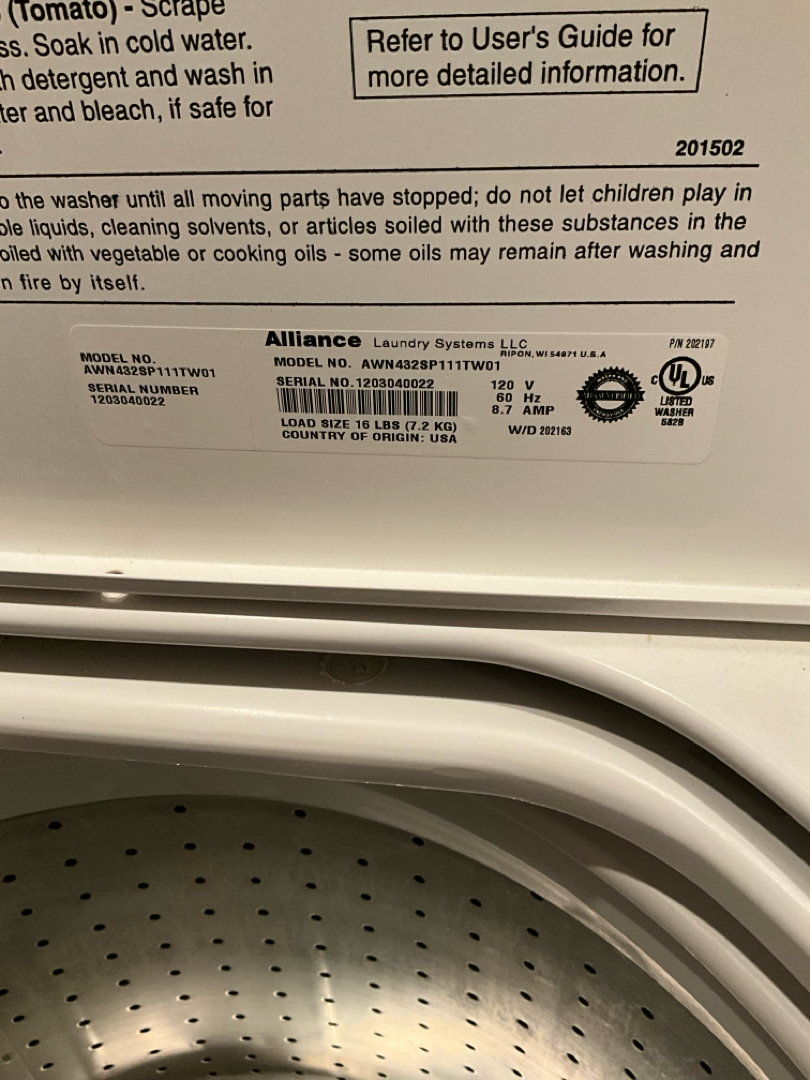 (Tomato) - Scrape
ss. Soak in cold water.
h detergent and wash in
ter and bleach, if safe for
Refer to User's Guide for
more detailed information.
201502
o the washer until all moving parts have stopped; do not let children play in
ble liquids, cleaning solvents, or articles soiled with these substances in the
oiled with vegetable or cooking oils - some oils may remain after washing and
n fire by itself.
MODEL NO.
AWN432SP111TW01
SERIAL NUMBER
1203040022
Alliance Laundry Systems LLC
RIPON, WI 54971 U.S.A
MODEL NO. AWN432SP111TW01
SERIAL NO. 1203040022
LOAD SIZE 16 LBS (7.2 KG)
COUNTRY OF ORIGIN: USA
120 V
60 Hz
8.7 AMP
W/D 202163
P/N 202197
C UL US
LISTED
WASHER
582B